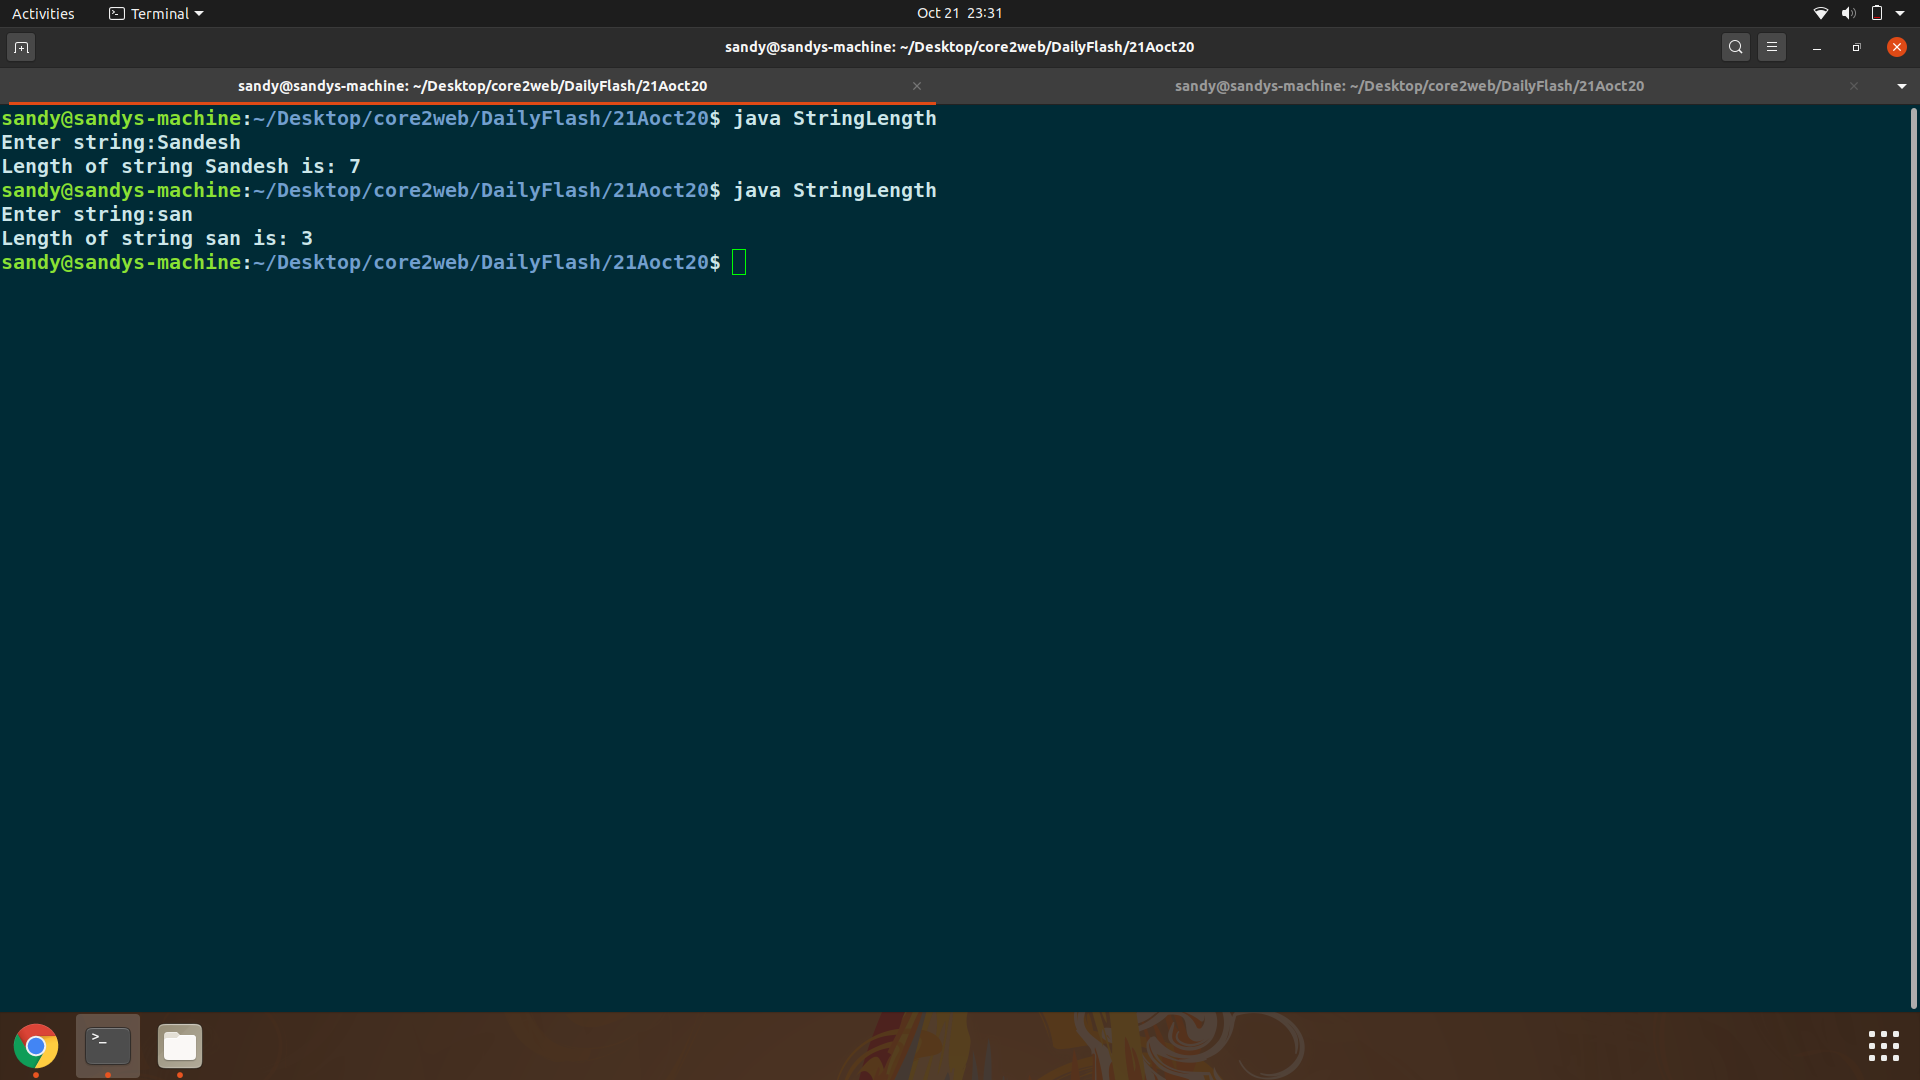 Activities Terminal Oct 21 23:31
sandy@sandys-machine: ~/Desktop/core2web/DailyFlash/21Aoct20
sandy@sandys-machine: ~/Desktop/core2web/DailyFlash/21Aoct20 sandy@sandys-machine: ~/Desktop/core2web/DailyFlash/21Aoct20
sandy@sandys-machine:~/Desktop/core2web/DailyFlash/21Aoct20$ java StringLength
Enter string:Sandesh
Length of string Sandesh is: 7
sandy@sandys-machine:~/Desktop/core2web/DailyFlash/21Aoct20$ java StringLength
Enter string:san
Length of string san is: 3
sandy@sandys-machine:~/Desktop/core2web/DailyFlash/21Aoct20$